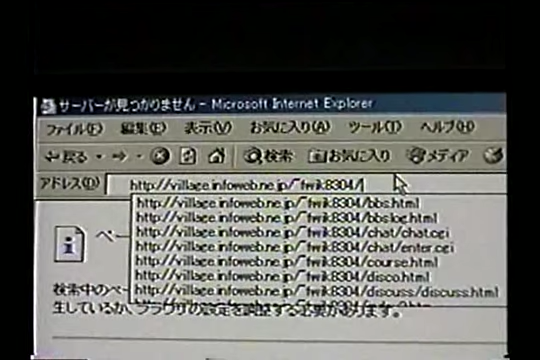 サーバーが見つかりません - Microsoft Internet Explorer
ファイル(F) 編集(E) 表示(V) お気に入り(A) ツール(T) ヘルプ(H)
戻る 検索 お気に入り メディア
アドレス(D) http://village.infoweb.ne.jp/~fwik8304/
http://village.infoweb.ne.jp/~fwik8304/bbs.html
http://village.infoweb.ne.jp/~fwik8304/bbsloe.html
http://village.infoweb.ne.jp/~fwik8304/chat/chat.cgi
http://village.infoweb.ne.jp/~fwik8304/chat/enter.cgi
http://village.infoweb.ne.jp/~fwik8304/course.html
http://village.infoweb.ne.jp/~fwik8304/disco.html
http://village.infoweb.ne.jp/~fwik8304/discuss/discuss.html
ペー
検索中のペー
生しているか、ブラウザの設定を調整する必要があります。